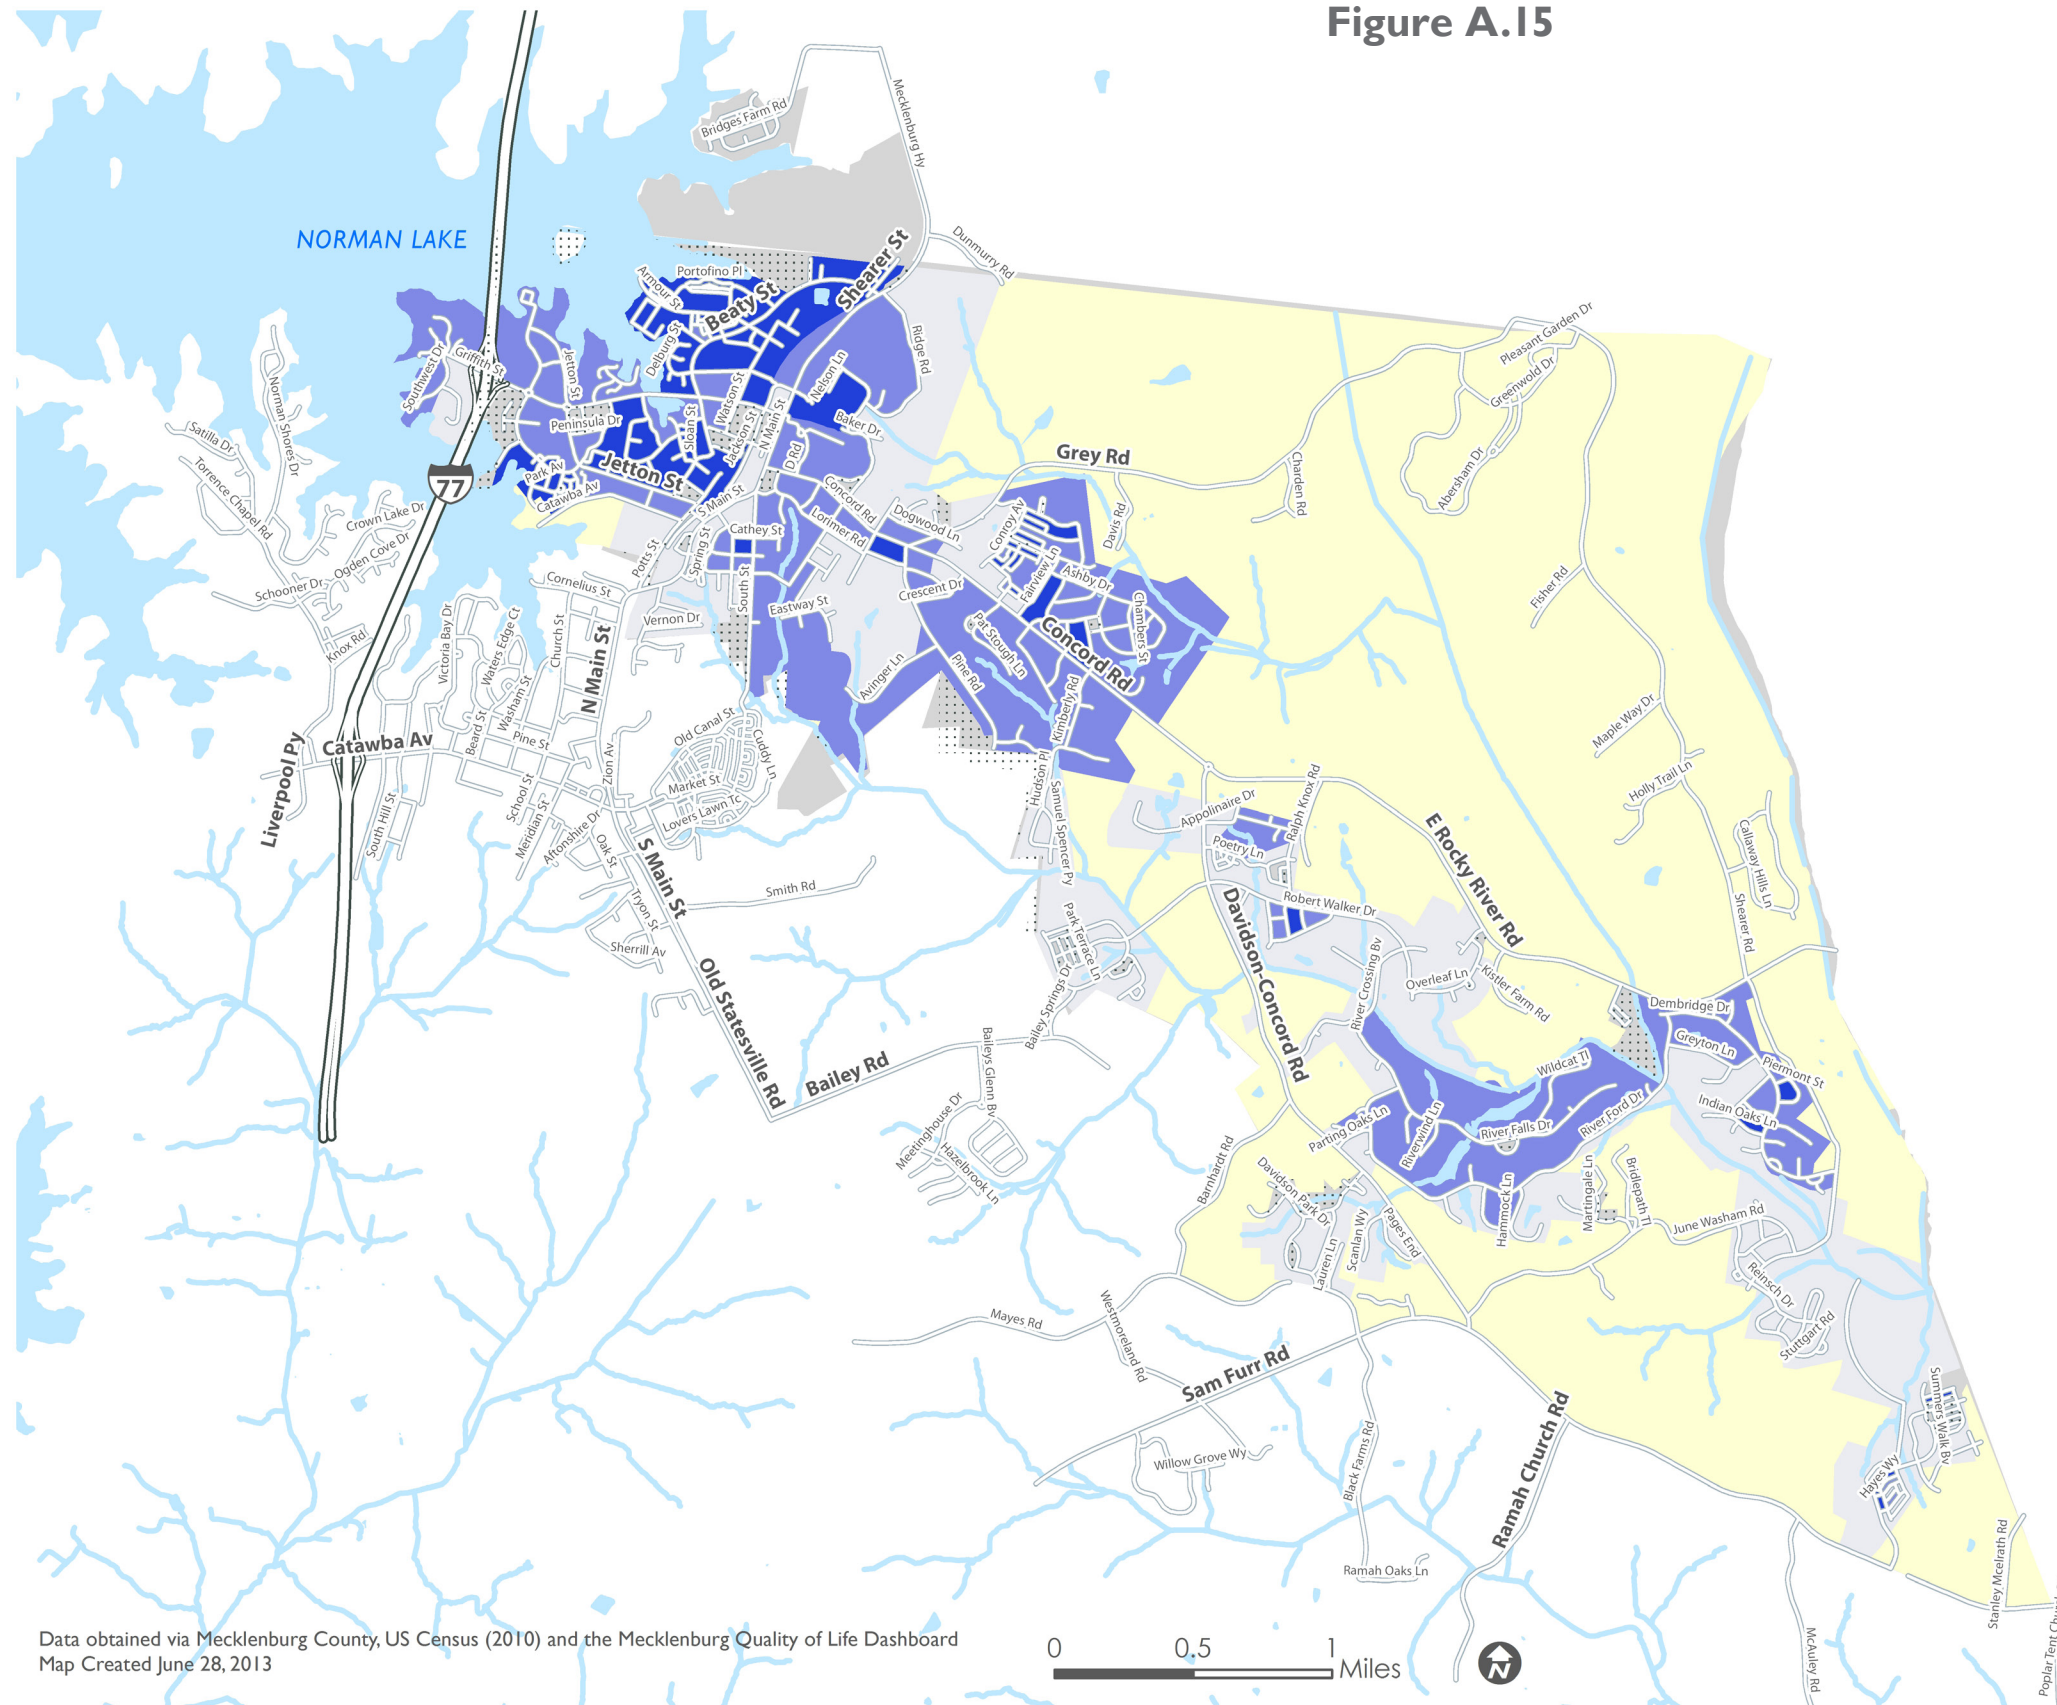 Figure A.15
Bridges Farm Rd
Mecklenburg Hy
NORMAN LAKE
Dunmurry Rd
Shearer St
Portofino Pl
Armour St
Beaty St
Delburg St
Ridge Rd
Nelson Ln
Griffith St
Southwest Dr
Jetton St
Watson St
Peninsula Dr
Sloan St
Jackson St
N Main St
Baker Dr
D Rd
Norman Shores Dr
Satilla Dr
Torrence Chapel Rd
77
Park Av
Jetton St
Catawba Av
S Main St
Concord Rd
Lorimer Rd
Dogwood Ln
Grey Rd
Conroy Av
Davis Rd
Charden Rd
Abersham Dr
Greenwold Dr
Pleasant Garden Dr
Crown Lake Dr
Ogden Cove Dr
Schooner Dr
Knox Rd
Potts St
Spring St
Cathey St
South St
Cornelius St
Vernon Dr
Eastway St
Crescent Dr
Fairview Ln
Ashby Dr
Chambers St
Pat Stough Ln
Concord Rd
Pine Rd
Avinger Ln
Kimberly Rd
Fisher Rd
Victoria Bay Dr
Waters Edge Ct
Church St
N Main St
Washam St
Beard St
Pine St
Catawba Av
Liverpool Py
Old Canal St
Cuddy Ln
Zion Av
Market St
Lovers Lawn Tc
School St
Meridian St
Aftonshire Dr
Oak St
South Hill St
S Main St
Smith Rd
Tryon St
Sherrill Av
Old Statesville Rd
Hudson Pl
Samuel Spencer Py
Appolinaire Dr
Poetry Ln
Ralph Knox Rd
Maple Way Dr
Holly Trail Ln
Callaway Hills Ln
E Rocky River Rd
Shearer Rd
Robert Walker Dr
Park Terrace Ln
Davidson-Concord Rd
River Crossing Bv
Overleaf Ln
Kistler Farm Rd
Bailey Springs Dr
Bailey Rd
Baileys Glenn Bv
Meetinghouse Dr
Hazelbrook Ln
Dembridge Dr
Greyton Ln
Piermont St
Wildcat Tl
Indian Oaks Ln
River Ford Dr
River Falls Dr
Riverwind Ln
Parting Oaks Ln
Barnhardt Rd
Davidson Park Dr
Hammock Ln
Martingale Ln
Bridlepath Tl
June Washam Rd
Pages End
Scanlan Wy
Lauren Ln
Reinsch Dr
Stuttgart Rd
Mayes Rd
Westmoreland Rd
Sam Furr Rd
Willow Grove Wy
Black Farms Rd
Ramah Church Rd
Ramah Oaks Ln
Summers Walk Bv
Hayes Wy
Stanley Mcelrath Rd
McAuley Rd
Poplar Tent Church
Data obtained via Mecklenburg County, US Census (2010) and the Mecklenburg Quality of Life Dashboard
Map Created June 28, 2013
0 0.5 1
Miles
N